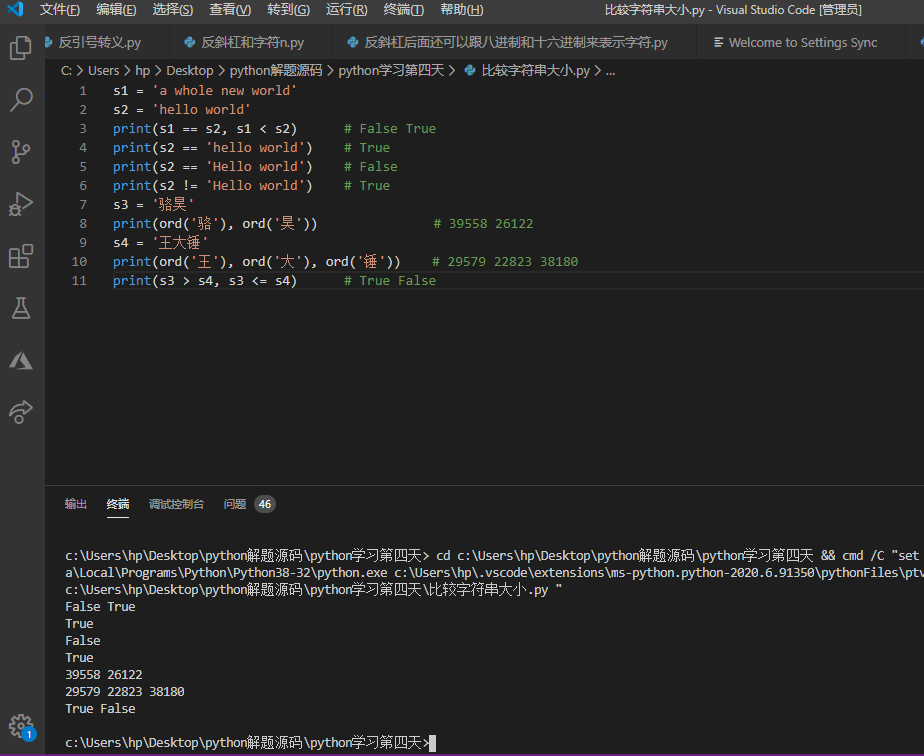 文件(F) 编辑(E) 选择(S) 查看(V) 转到(G) 运行(R) 终端(T) 帮助(H) 比较字符串大小.py - Visual Studio Code [管理员]
反引号转义.py 反斜杠和字符n.py 反斜杠后面还可以跟八进制和十六进制来表示字符.py Welcome to Settings Sync
C: > Users > hp > Desktop > python解题源码 > python学习第四天 > 比较字符串大小.py > ...
1 s1 = 'a whole new world'
2 s2 = 'hello world'
3 print(s1 == s2, s1 < s2) # False True
4 print(s2 == 'hello world') # True
5 print(s2 == 'Hello world') # False
6 print(s2 != 'Hello world') # True
7 s3 = '骆昊'
8 print(ord('骆'), ord('昊')) # 39558 26122
9 s4 = '王大锤'
10 print(ord('王'), ord('大'), ord('锤')) # 29579 22823 38180
11 print(s3 > s4, s3 <= s4) # True False
输出 终端 调试控制台 问题 46
c:\Users\hp\Desktop\python解题源码\python学习第四天> cd c:\Users\hp\Desktop\python解题源码\python学习第四天 && cmd /C "set
a\Local\Programs\Python\Python38-32\python.exe c:\Users\hp\.vscode\extensions\ms-python.python-2020.6.91350\pythonFiles\ptv
c:\Users\hp\Desktop\python解题源码\python学习第四天\比较字符串大小.py "
False True
True
False
True
39558 26122
29579 22823 38180
True False
1
c:\Users\hp\Desktop\python解题源码\python学习第四天>